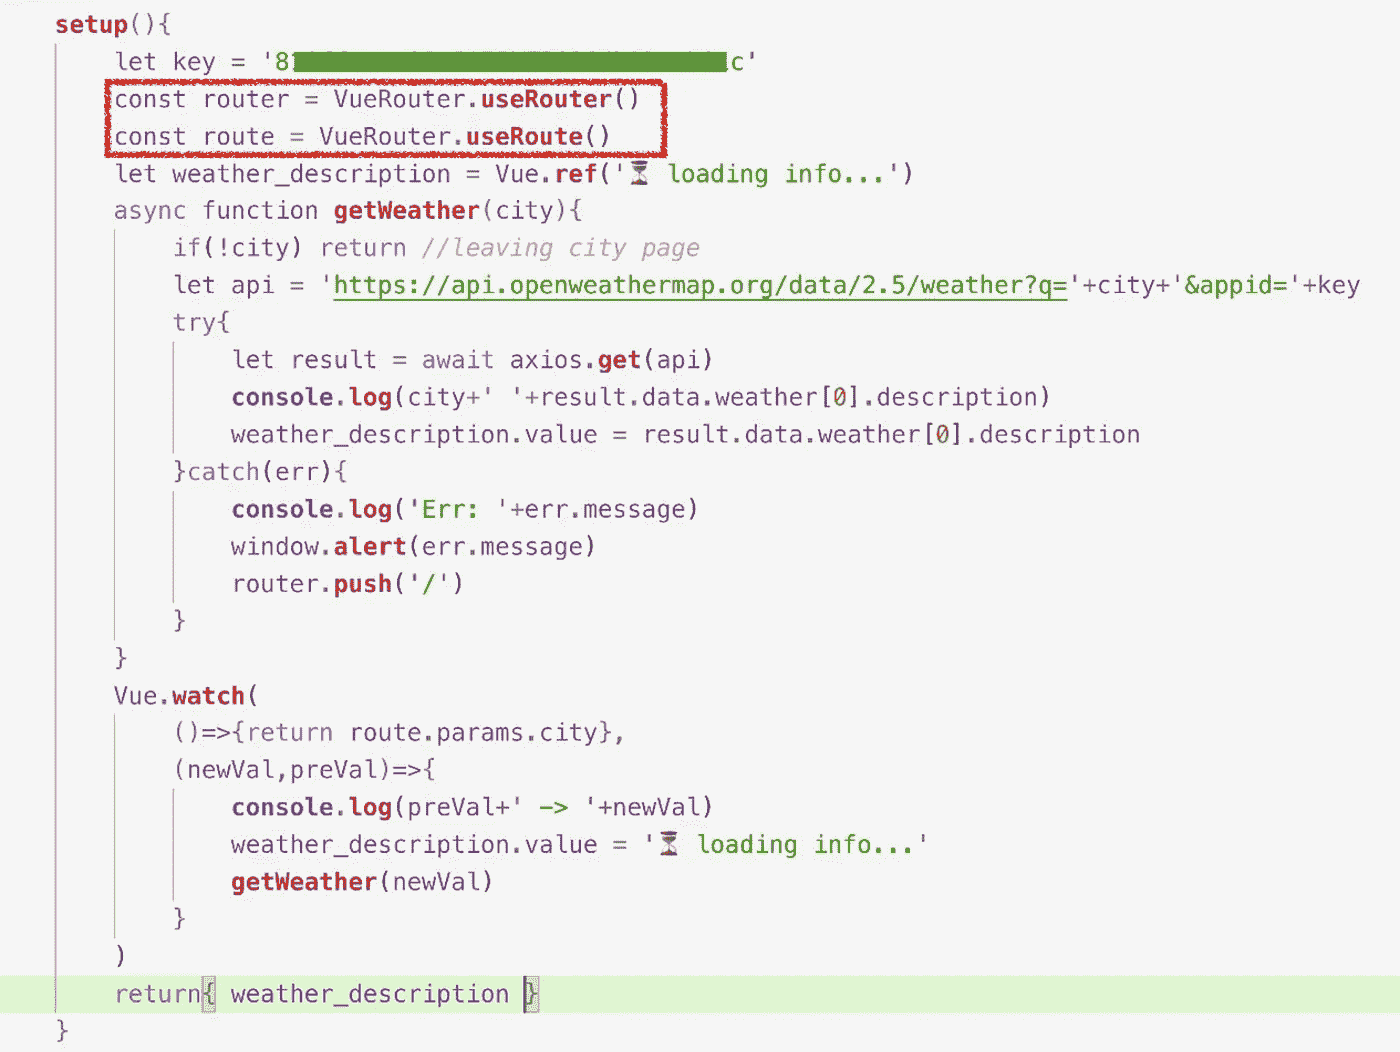 setup(){
let key = '8 c'
const router = VueRouter.useRouter()
const route = VueRouter.useRoute()
let weather_description = Vue.ref('⏳ loading info...')
async function getWeather(city){
if(!city) return //leaving city page
let api = 'https://api.openweathermap.org/data/2.5/weather?q='+city+'&appid='+key
try{
let result = await axios.get(api)
console.log(city+' '+result.data.weather[0].description)
weather_description.value = result.data.weather[0].description
}catch(err){
console.log('Err: '+err.message)
window.alert(err.message)
router.push('/')
}
}
Vue.watch(
()=>{return route.params.city},
(newVal,preVal)=>{
console.log(preVal+' -> '+newVal)
weather_description.value = '⏳ loading info...'
getWeather(newVal)
}
)
return{ weather_description }
}